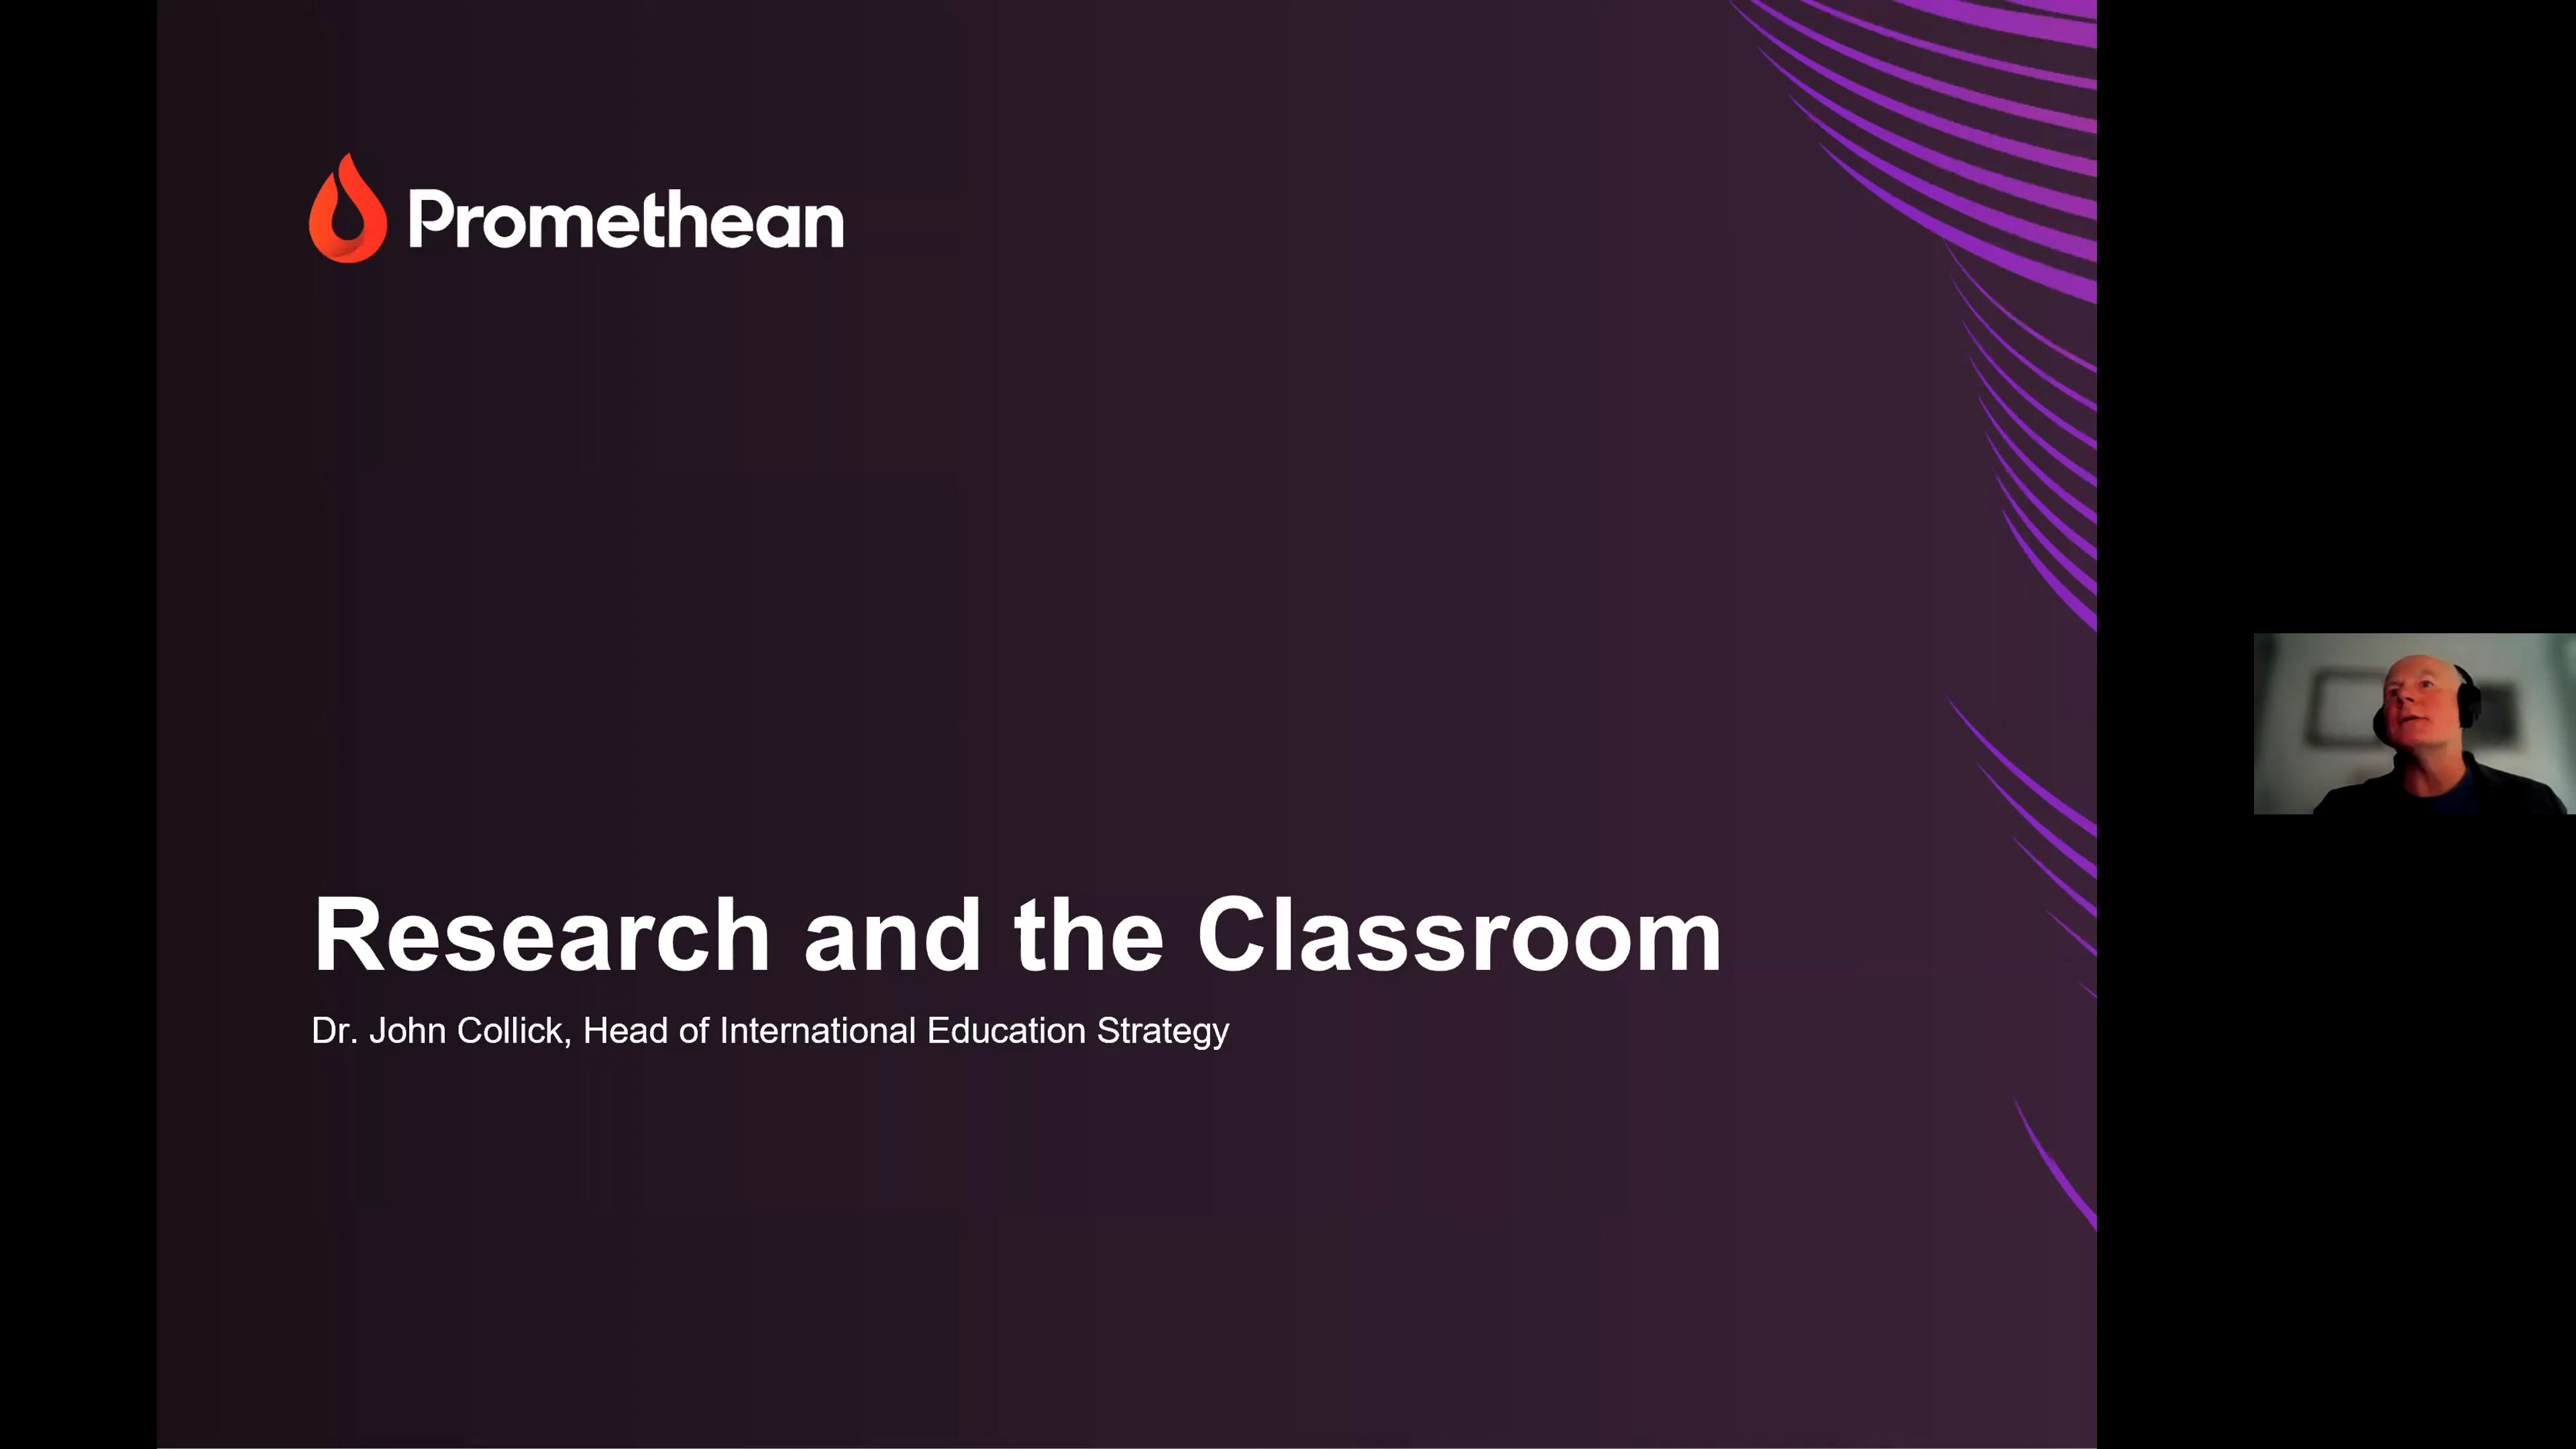 Promethean
Research and the Classroom
Dr. John Collick, Head of International Education Strategy